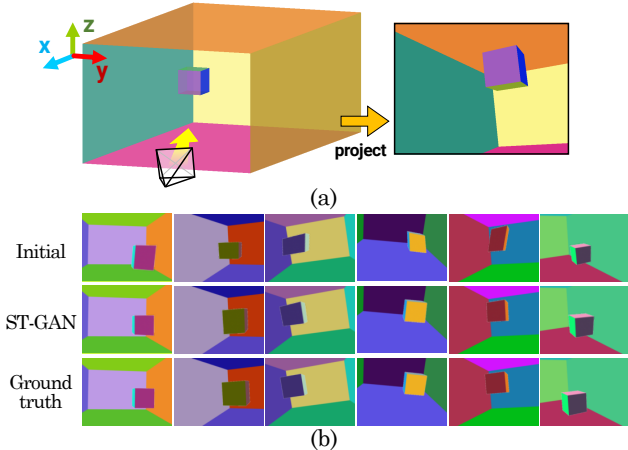 z
x
y
project
(a)
Initial
ST-GAN
Ground
truth
(b)